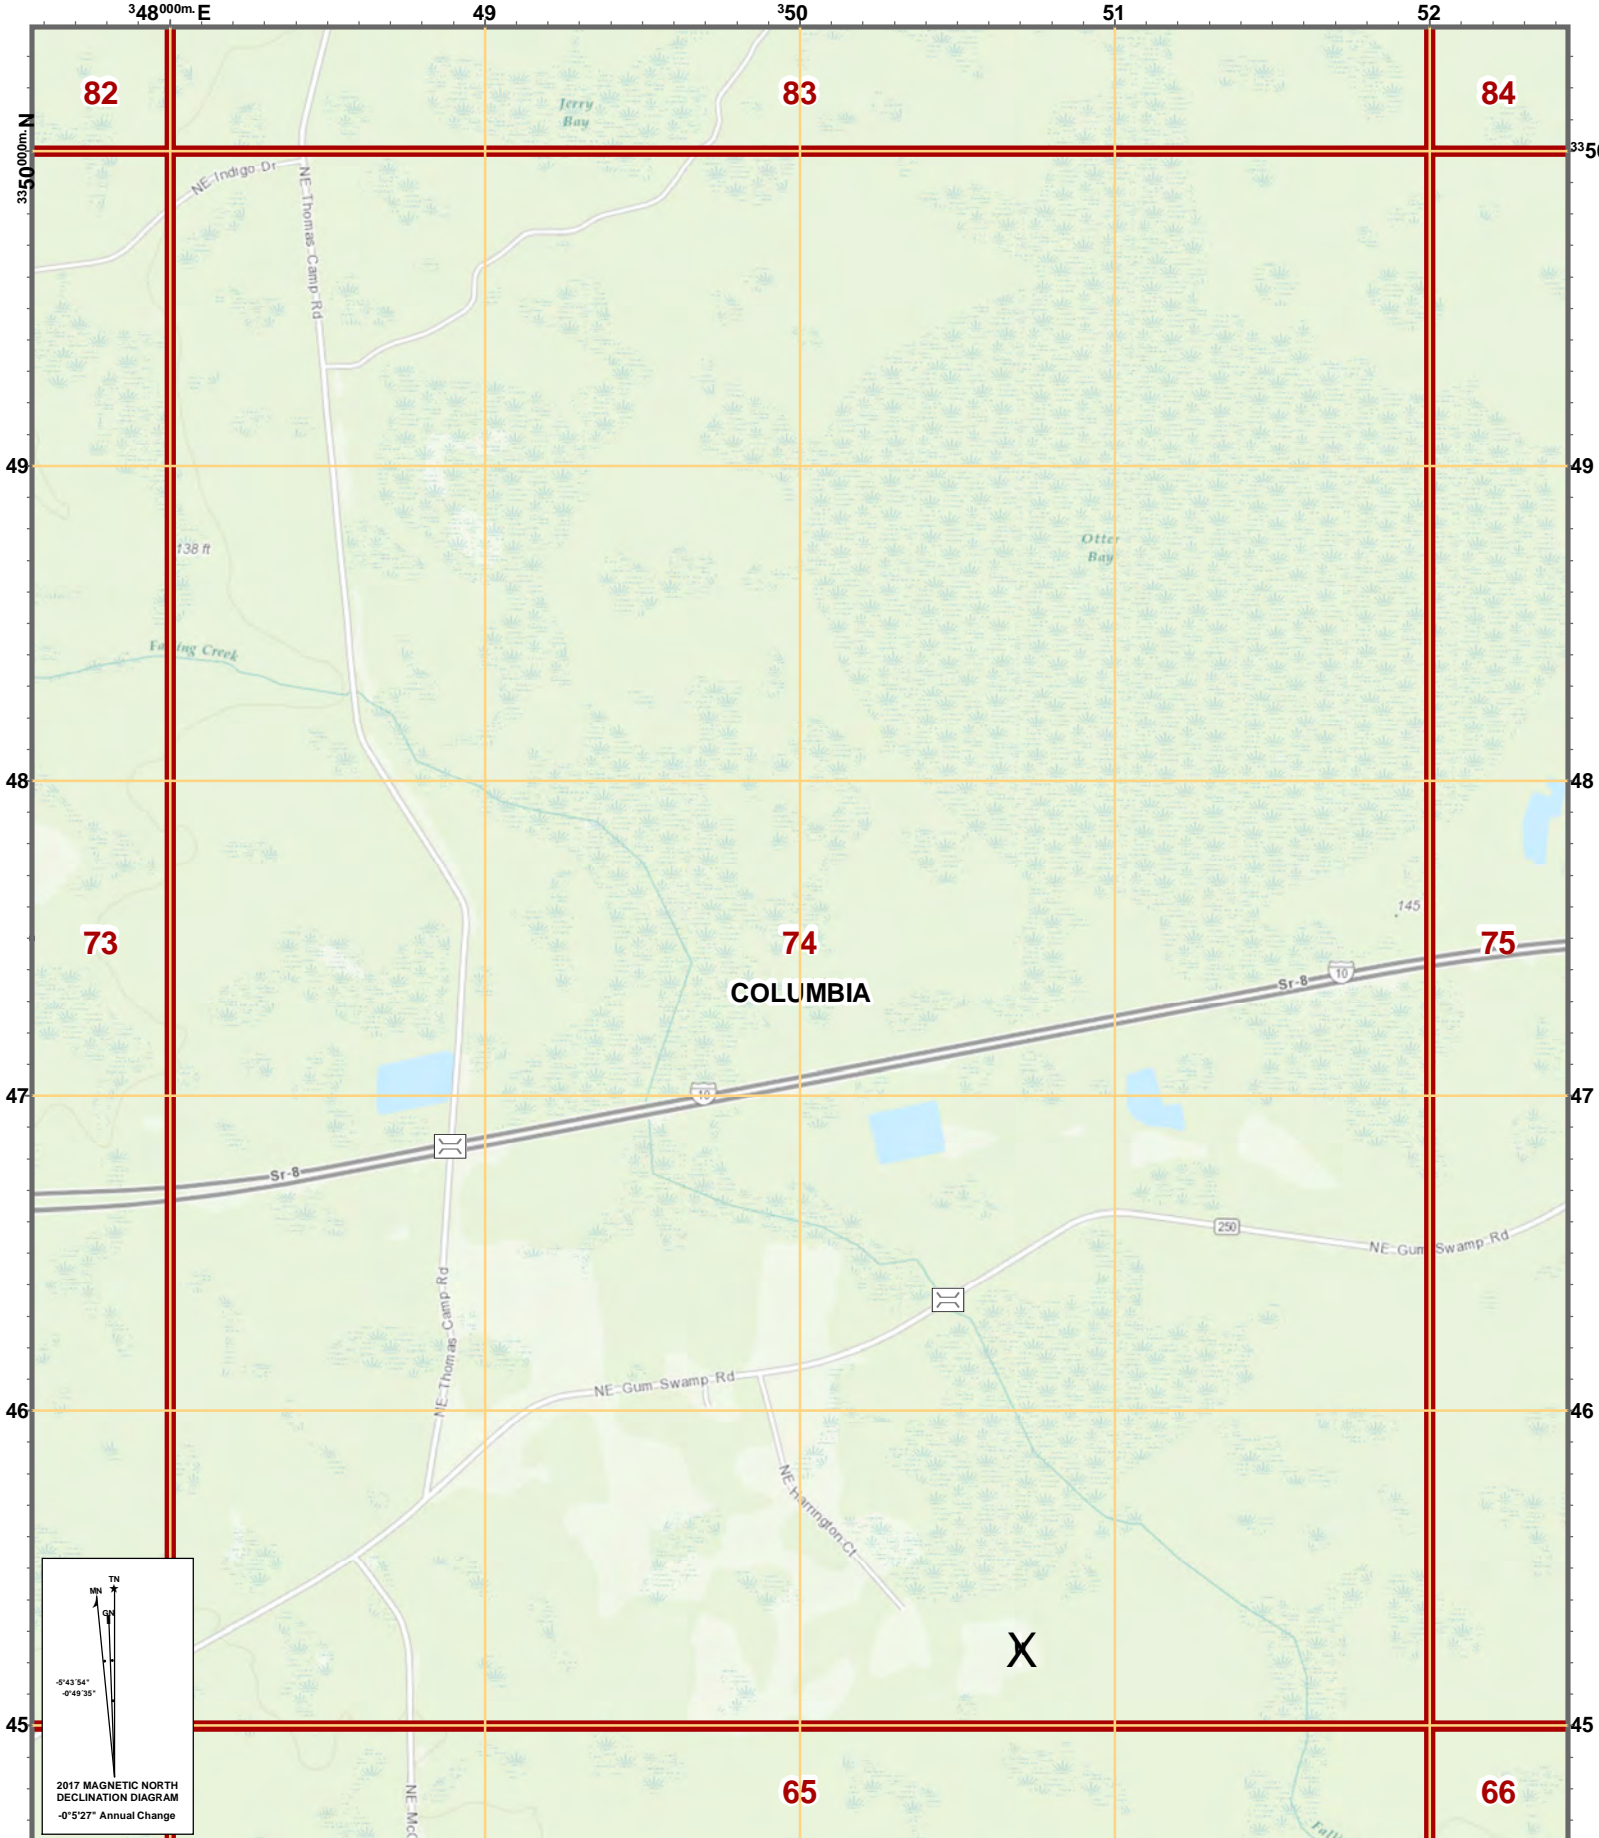 348000m. E
49
350
51
52
82
83
84
Jerry
Bay
3350000m. N
NE Indigo Dr
NE Thomas Camp Rd
49
49
Otter
Bay
138 ft
Creek
48
48
145
73
74
75
COLUMBIA
Sr-8
10
47
10
47
Sr-8
250
NE Gum Swamp Rd
NE Thomas Camp Rd
NE Gum Swamp Rd
46
46
NE Harrington Ct
X
TN
MN
GN
-5°43'54"
-0°49'35"
45
45
2017 MAGNETIC NORTH
DECLINATION DIAGRAM
-0°5'27" Annual Change
65
66